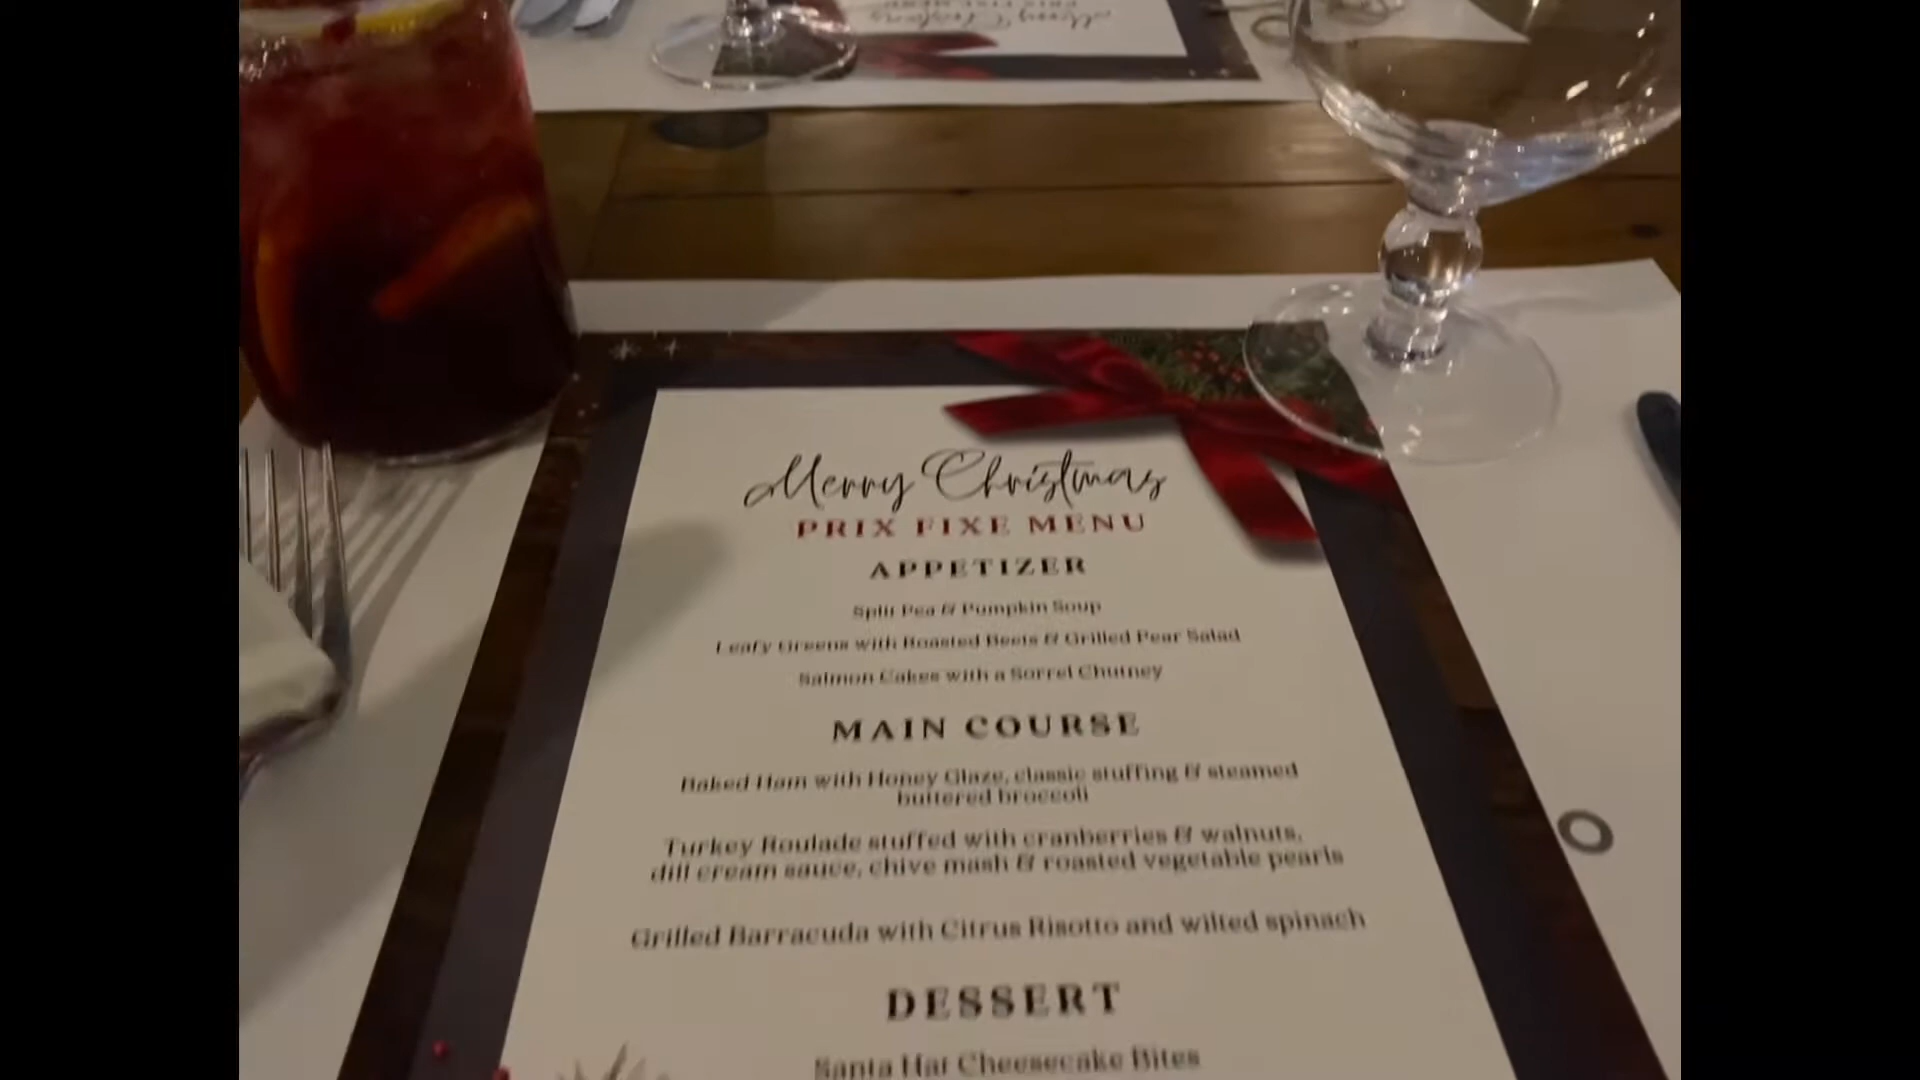 Merry Christmas
PRIX FIXE MENU
APPETIZER
Split Pea & Pumpkin Soup
Leafy Greens with Roasted Beets & Grilled Pear Salad
Salmon Cakes with a Sorrel Chutney
MAIN COURSE
Baked Ham with Honey Glaze, classic stuffing & steamed
buttered broccoli
Turkey Roulade stuffed with cranberries & walnuts,
dill cream sauce, chive mash & roasted vegetable pearls
Grilled Barracuda with Citrus Risotto and wilted spinach
DESSERT
Santa Hat Cheesecake Bites